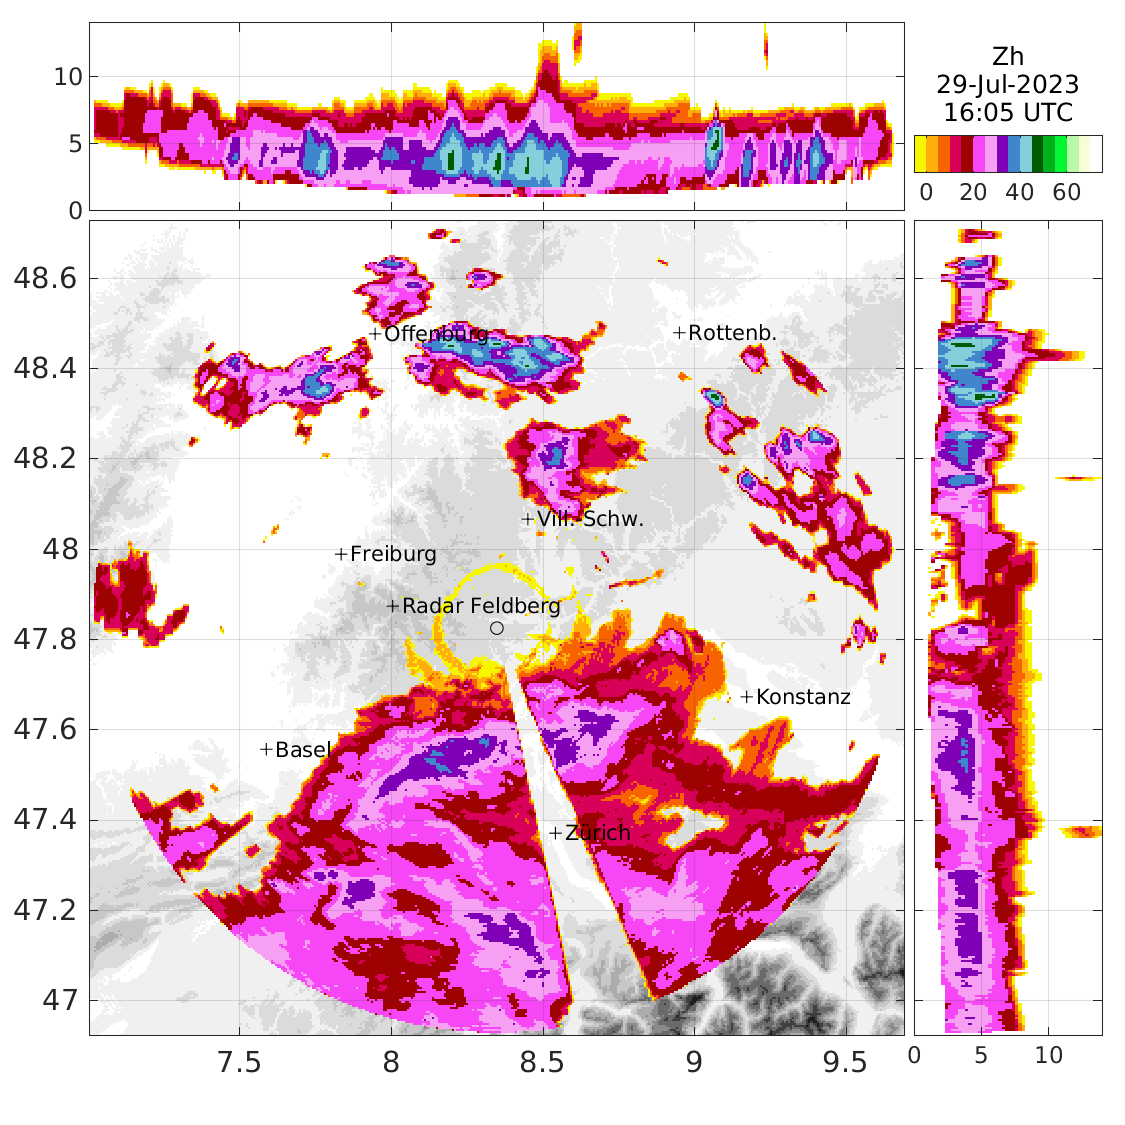 10
5
0
Zh
29-Jul-2023
16:05 UTC
0 20 40 60
48.6
48.4
48.2
48
47.8
47.6
47.4
47.2
47
+Offenburg
+Rottenb.
+Vill.-Schw.
+Freiburg
+Radar Feldberg
+Konstanz
+Basel
+Zürich
7.5 8 8.5 9 9.5
0 5 10